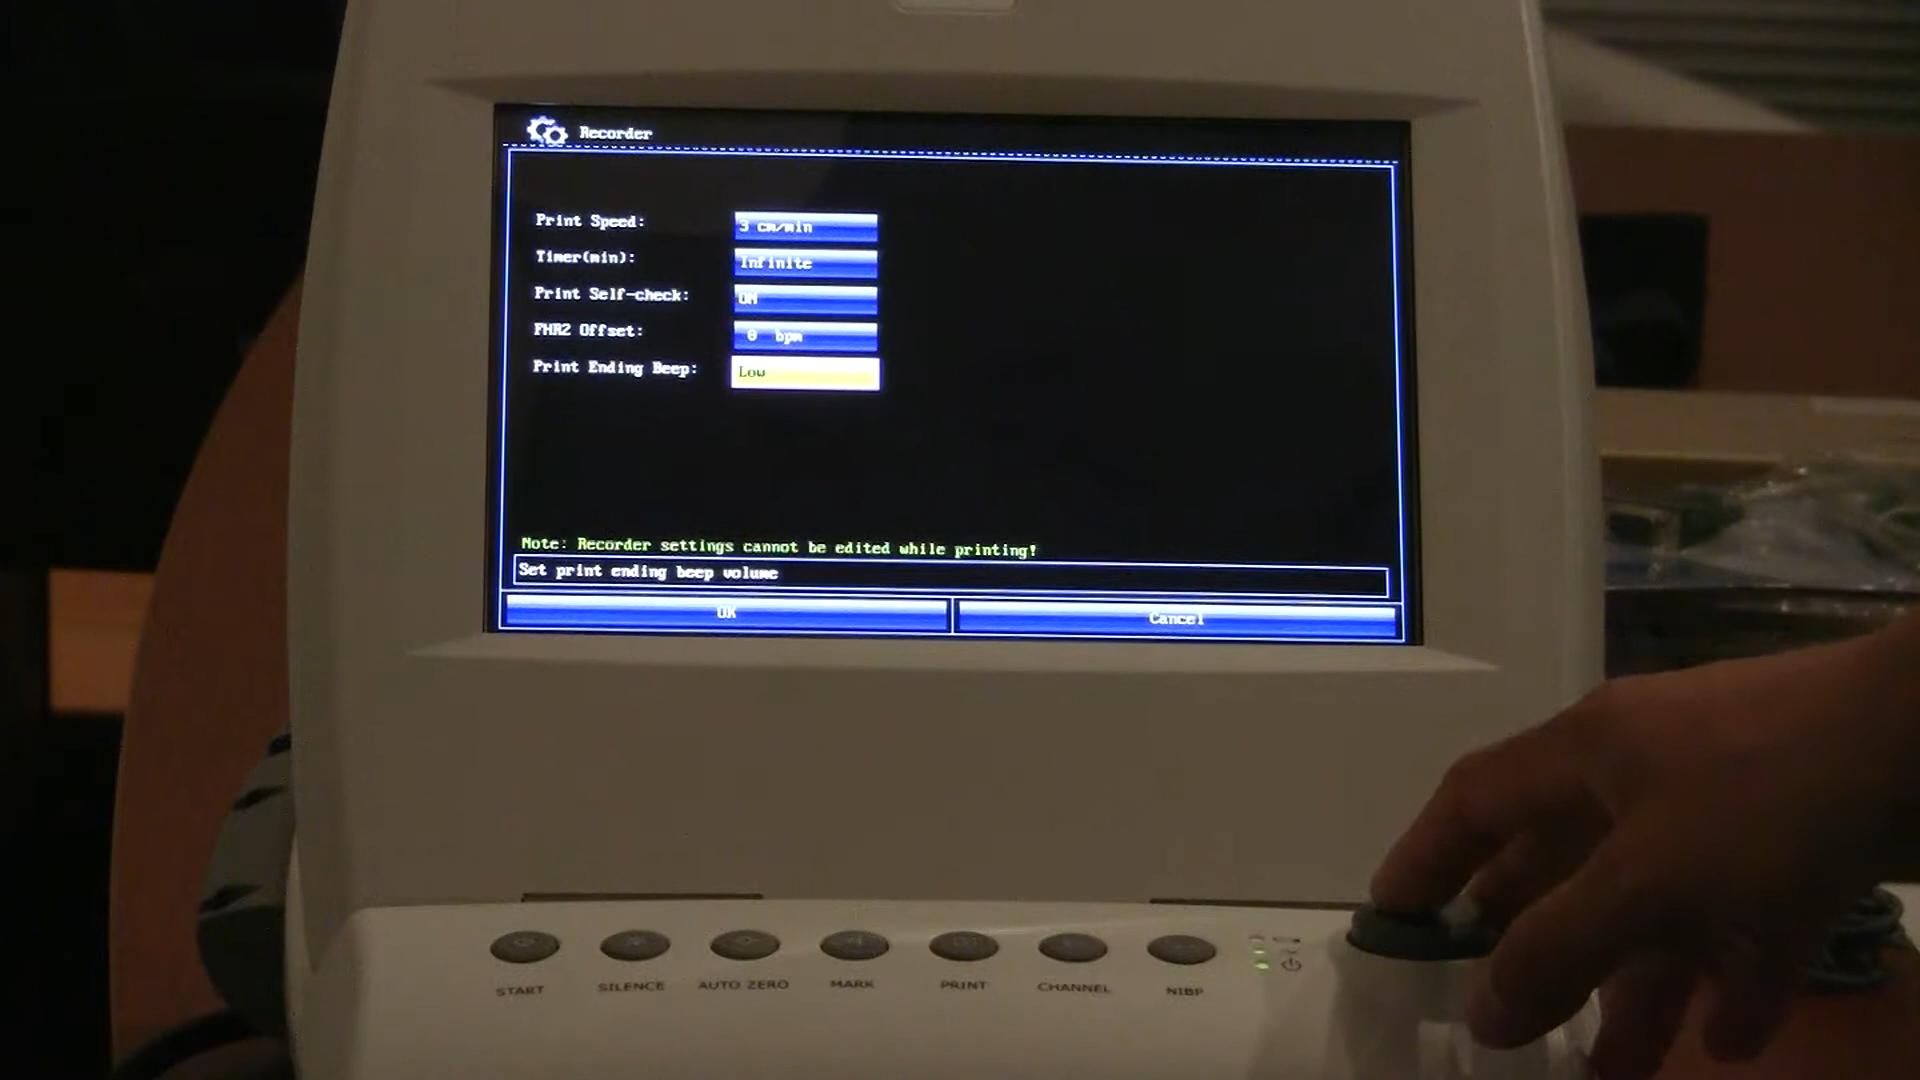 Recorder
Print Speed: 3 cm/min
Timer(min): Infinite
Print Self-check: ON
FHR2 Offset: 0 bpm
Print Ending Beep: Low
Note: Recorder settings cannot be edited while printing!
Set print ending beep volume
OK Cancel
START SILENCE AUTO ZERO MARK PRINT CHANNEL NIBP